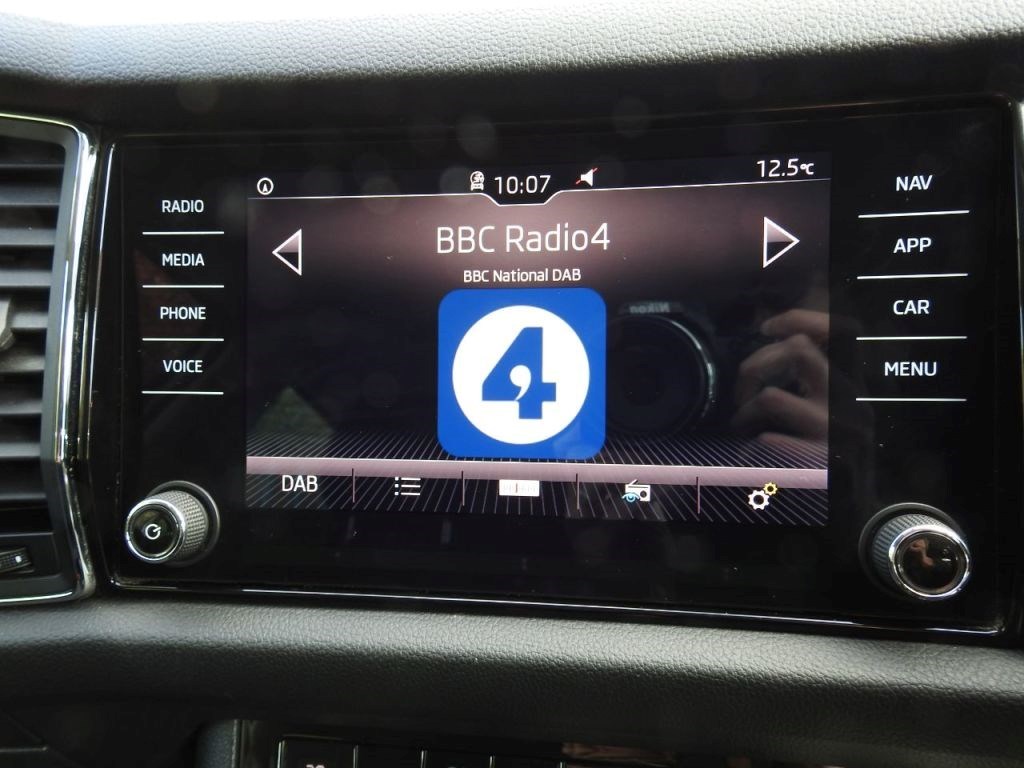 10:07
12.5°C
RADIO
MEDIA
PHONE
VOICE
BBC Radio4
BBC National DAB
4
Nikon
DAB
NAV
APP
CAR
MENU